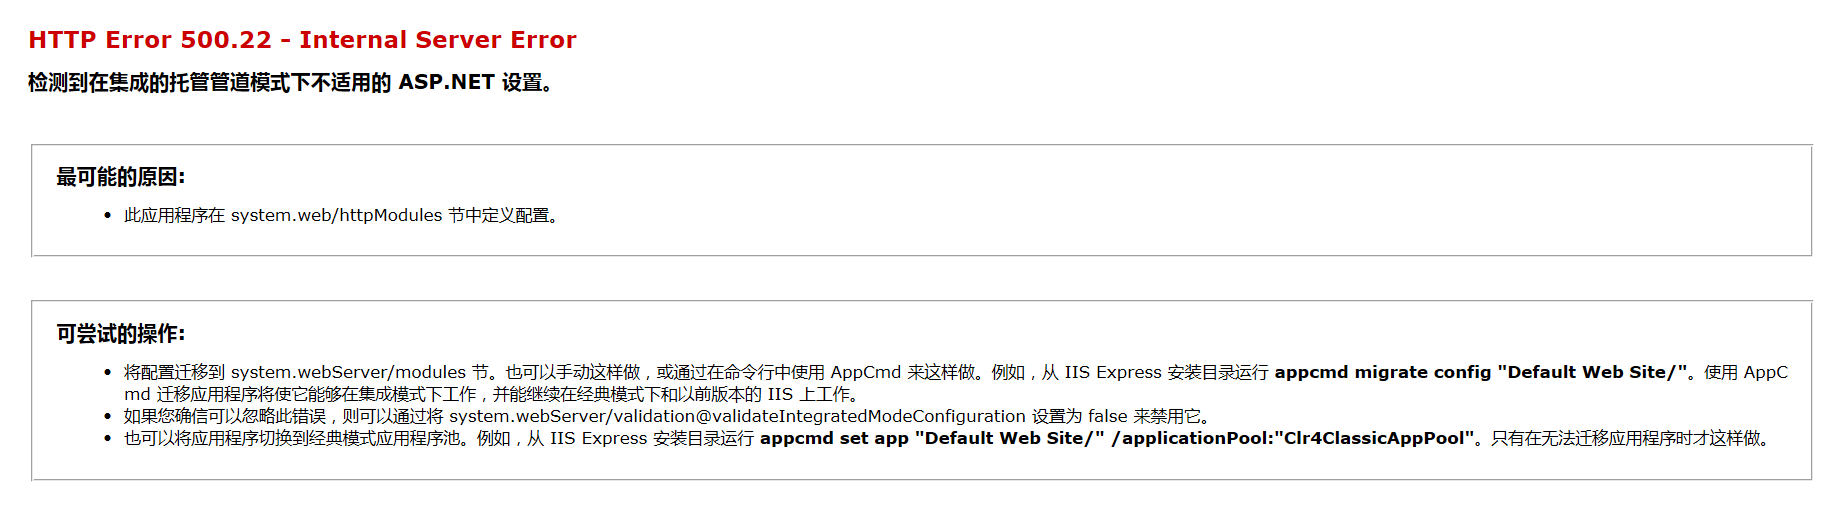 HTTP Error 500.22 - Internal Server Error
检测到在集成的托管管道模式下不适用的 ASP.NET 设置。
最可能的原因:
• 此应用程序在 system.web/httpModules 节中定义配置。
可尝试的操作:
• 将配置迁移到 system.webServer/modules 节。也可以手动这样做，或通过在命令行中使用 AppCmd 来这样做。例如，从 IIS Express 安装目录运行 appcmd migrate config "Default Web Site/"。使用 AppC
md 迁移应用程序将使它能够在集成模式下工作，并能继续在经典模式下和以前版本的 IIS 上工作。
• 如果您确信可以忽略此错误，则可以通过将 system.webServer/validation@validateIntegratedModeConfiguration 设置为 false 来禁用它。
• 也可以将应用程序切换到经典模式应用程序池。例如，从 IIS Express 安装目录运行 appcmd set app "Default Web Site/" /applicationPool:"Clr4ClassicAppPool"。只有在无法迁移应用程序时才这样做。